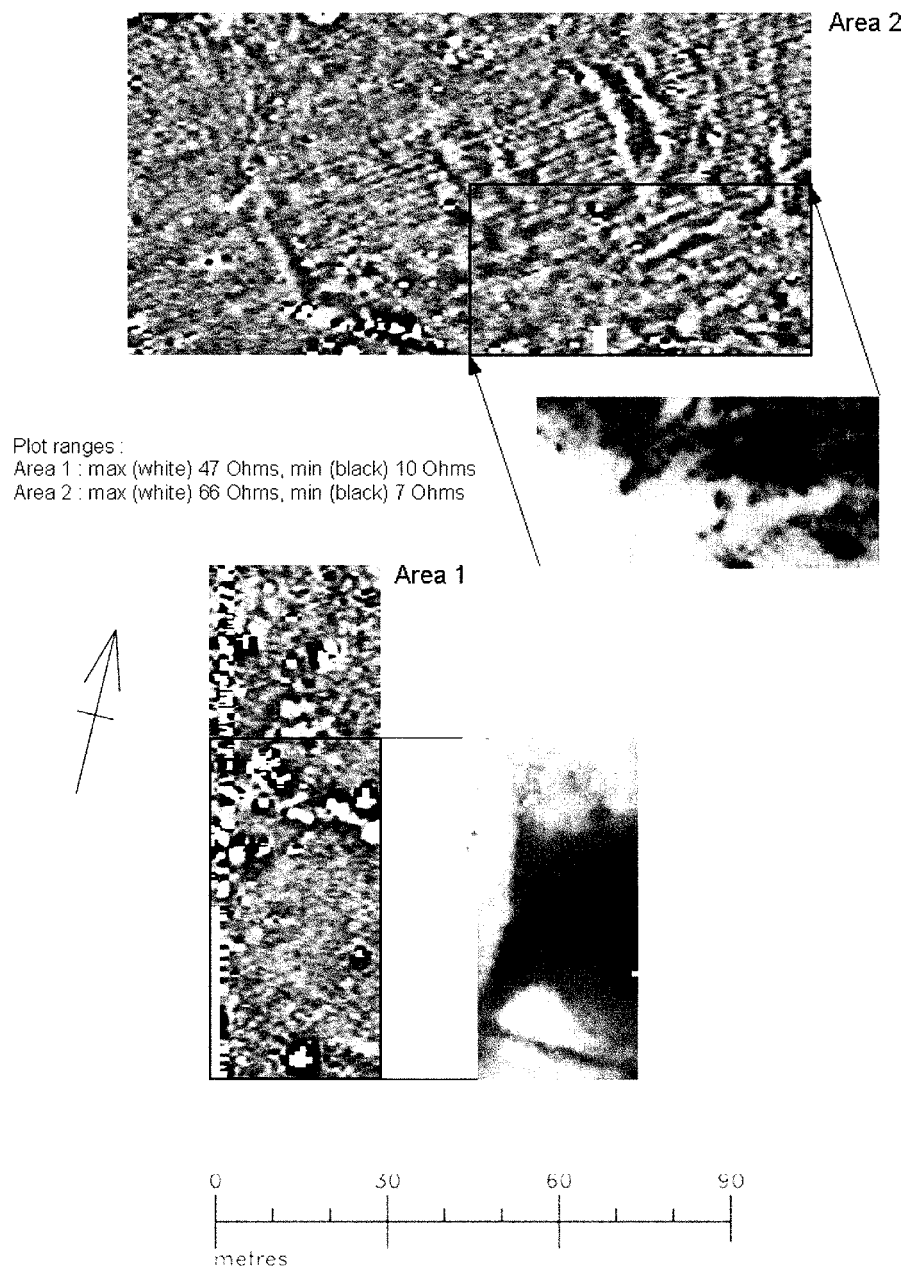 Area 2
Plot ranges :
Area 1 : max (white) 47 Ohms, min (black) 10 Ohms
Area 2 : max (white) 66 Ohms, min (black) 7 Ohms
Area 1
0 30 60 90
metres